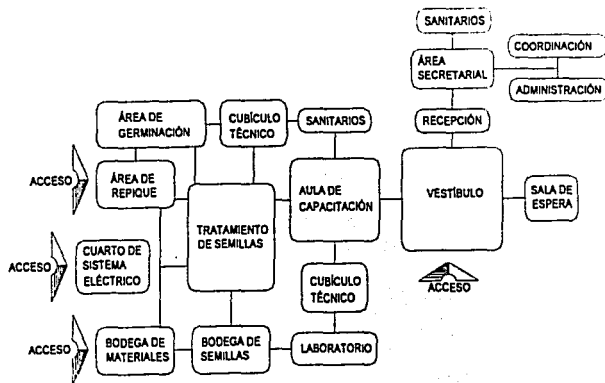 SANITARIOS
COORDINACIÓN
ÁREA
SECRETARIAL
ADMINISTRACIÓN
ÁREA DE
GERMINACIÓN
CUBÍCULO
TÉCNICO
SANITARIOS
RECEPCIÓN
ACCESO
ÁREA DE
REPIQUE
AULA DE
CAPACITACIÓN
VESTÍBULO
SALA DE
ESPERA
TRATAMIENTO
DE SEMILLAS
ACCESO
CUARTO DE
SISTEMA
ELÉCTRICO
CUBÍCULO
TÉCNICO
ACCESO
ACCESO
BODEGA DE
MATERIALES
BODEGA DE
SEMILLAS
LABORATORIO